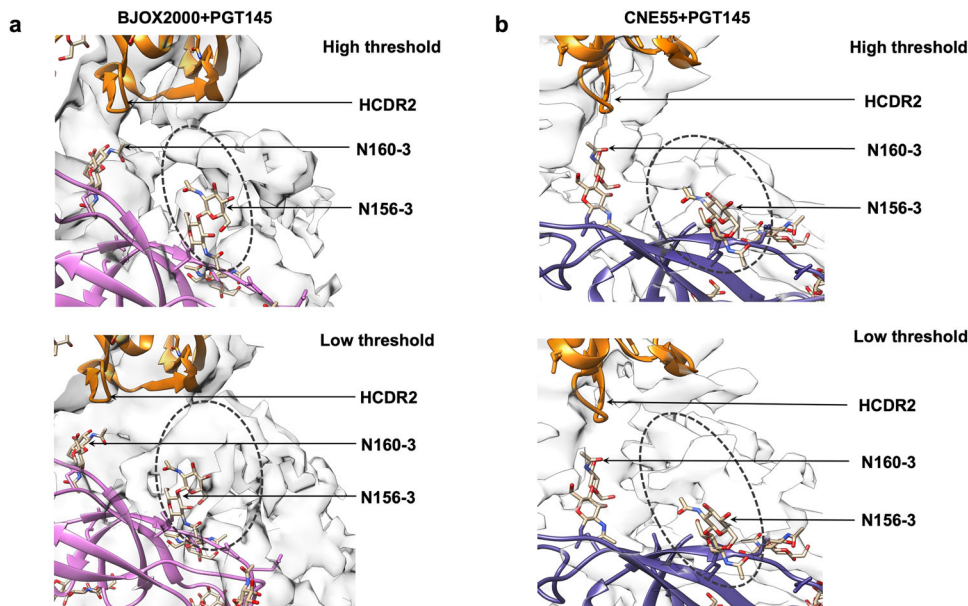 a
BJOX2000+PGT145
High threshold
HCDR2
N160-3
N156-3
Low threshold
HCDR2
N160-3
N156-3
b
CNE55+PGT145
High threshold
HCDR2
N160-3
N156-3
Low threshold
HCDR2
N160-3
N156-3